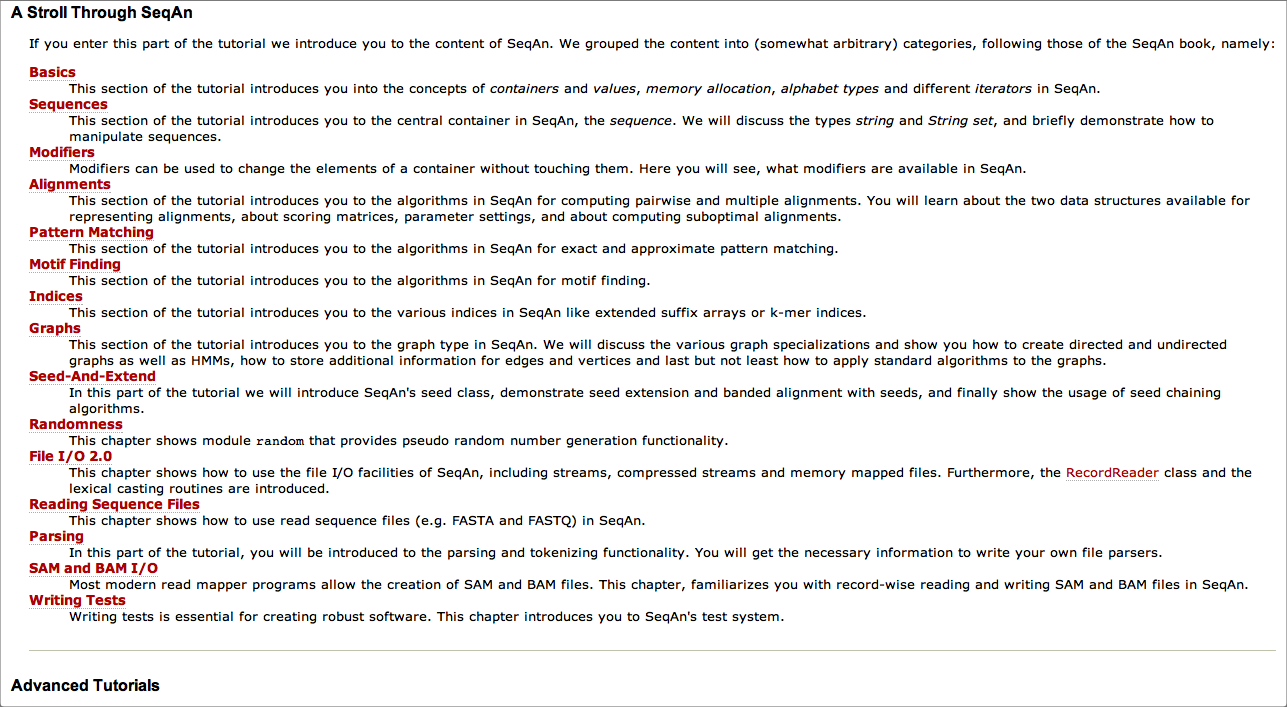 A Stroll Through SeqAn
If you enter this part of the tutorial we introduce you to the content of SeqAn. We grouped the content into (somewhat arbitrary) categories, following those of the SeqAn book, namely:
Basics
This section of the tutorial introduces you into the concepts of containers and values, memory allocation, alphabet types and different iterators in SeqAn.
Sequences
This section of the tutorial introduces you to the central container in SeqAn, the sequence. We will discuss the types string and String set, and briefly demonstrate how to
manipulate sequences.
Modifiers
Modifiers can be used to change the elements of a container without touching them. Here you will see, what modifiers are available in SeqAn.
Alignments
This section of the tutorial introduces you to the algorithms in SeqAn for computing pairwise and multiple alignments. You will learn about the two data structures available for
representing alignments, about scoring matrices, parameter settings, and about computing suboptimal alignments.
Pattern Matching
This section of the tutorial introduces you to the algorithms in SeqAn for exact and approximate pattern matching.
Motif Finding
This section of the tutorial introduces you to the algorithms in SeqAn for motif finding.
Indices
This section of the tutorial introduces you to the various indices in SeqAn like extended suffix arrays or k-mer indices.
Graphs
This section of the tutorial introduces you to the graph type in SeqAn. We will discuss the various graph specializations and show you how to create directed and undirected
graphs as well as HMMs, how to store additional information for edges and vertices and last but not least how to apply standard algorithms to the graphs.
Seed-And-Extend
In this part of the tutorial we will introduce SeqAn's seed class, demonstrate seed extension and banded alignment with seeds, and finally show the usage of seed chaining
algorithms.
Randomness
This chapter shows module random that provides pseudo random number generation functionality.
File I/O 2.0
This chapter shows how to use the file I/O facilities of SeqAn, including streams, compressed streams and memory mapped files. Furthermore, the RecordReader class and the
lexical casting routines are introduced.
Reading Sequence Files
This chapter shows how to use read sequence files (e.g. FASTA and FASTQ) in SeqAn.
Parsing
In this part of the tutorial, you will be introduced to the parsing and tokenizing functionality. You will get the necessary information to write your own file parsers.
SAM and BAM I/O
Most modern read mapper programs allow the creation of SAM and BAM files. This chapter, familiarizes you with record-wise reading and writing SAM and BAM files in SeqAn.
Writing Tests
Writing tests is essential for creating robust software. This chapter introduces you to SeqAn's test system.
Advanced Tutorials